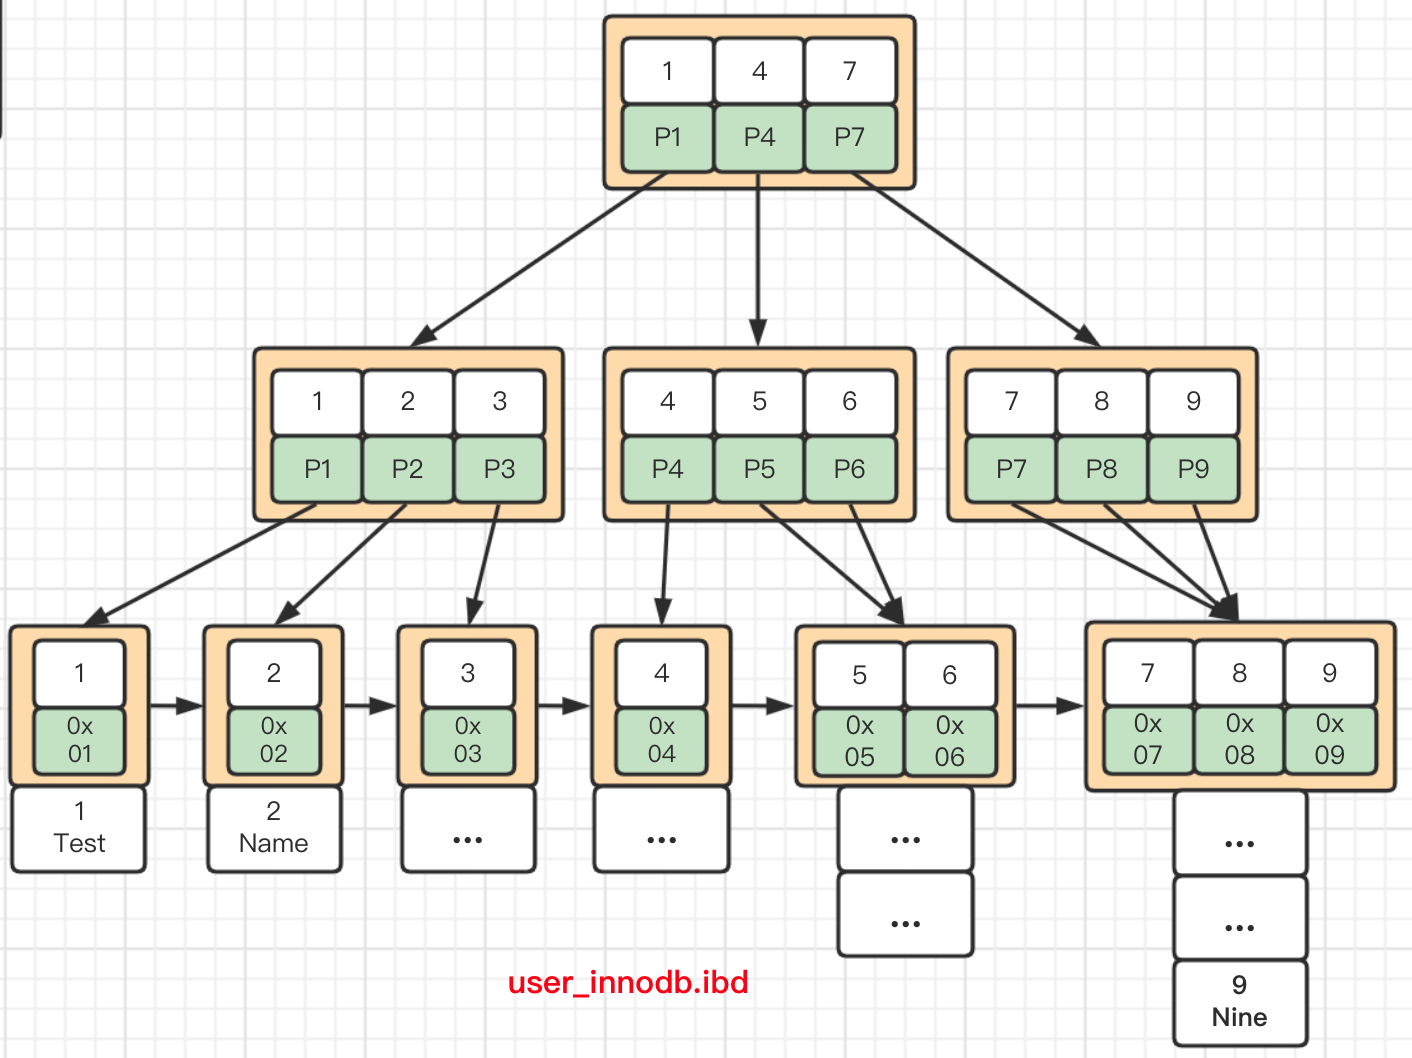 1 4 7
P1 P4 P7
1 2 3
P1 P2 P3
4 5 6
P4 P5 P6
7 8 9
P7 P8 P9
1
0x
01
1
Test
2
0x
02
2
Name
3
0x
03
...
4
0x
04
...
5 6
0x 0x
05 06
...
...
7 8 9
0x 0x 0x
07 08 09
...
...
9
Nine
user_innodb.ibd